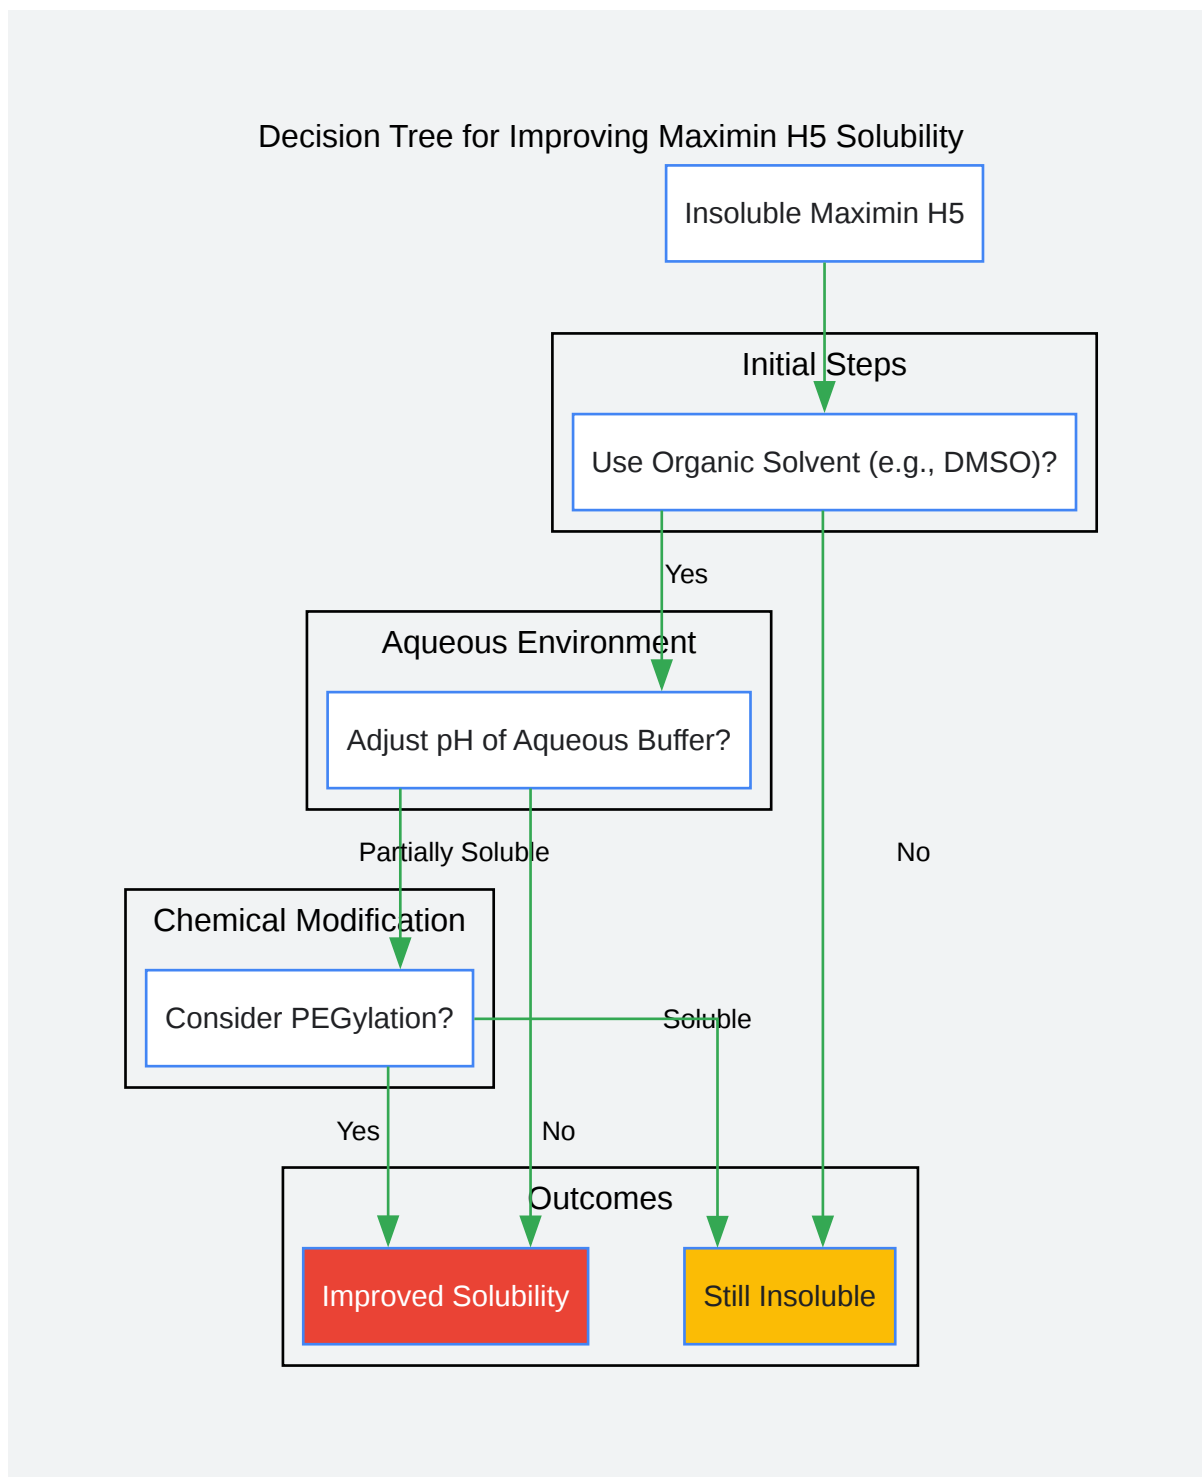 Decision Tree for Improving Maximin H5 Solubility
Insoluble Maximin H5
Initial Steps
Use Organic Solvent (e.g., DMSO)?
Yes
Aqueous Environment
Adjust pH of Aqueous Buffer?
Partially Soluble
No
Chemical Modification
Consider PEGylation?
Soluble
Yes
No
Outcomes
Improved Solubility
Still Insoluble